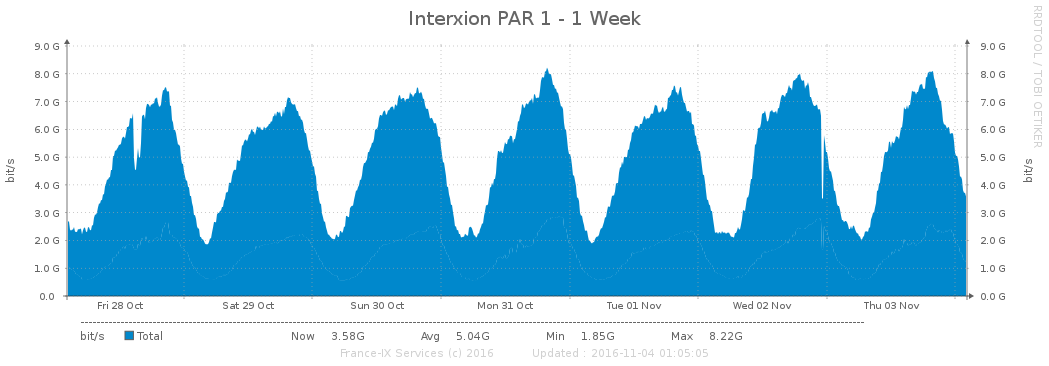 Interxion PAR 1 - 1 Week
RRDTOOL / TOBI OETIKER
bit/s
9.0 G 9.0 G
8.0 G 8.0 G
7.0 G 7.0 G
6.0 G 6.0 G
5.0 G 5.0 G
4.0 G 4.0 G
3.0 G 3.0 G
2.0 G 2.0 G
1.0 G 1.0 G
0.0 0.0 G
bit/s
Fri 28 Oct Sat 29 Oct Sun 30 Oct Mon 31 Oct Tue 01 Nov Wed 02 Nov Thu 03 Nov
bit/s Total Now 3.58G Avg 5.04G Min 1.85G Max 8.22G
France-IX Services (c) 2016 Updated : 2016-11-04 01:05:05